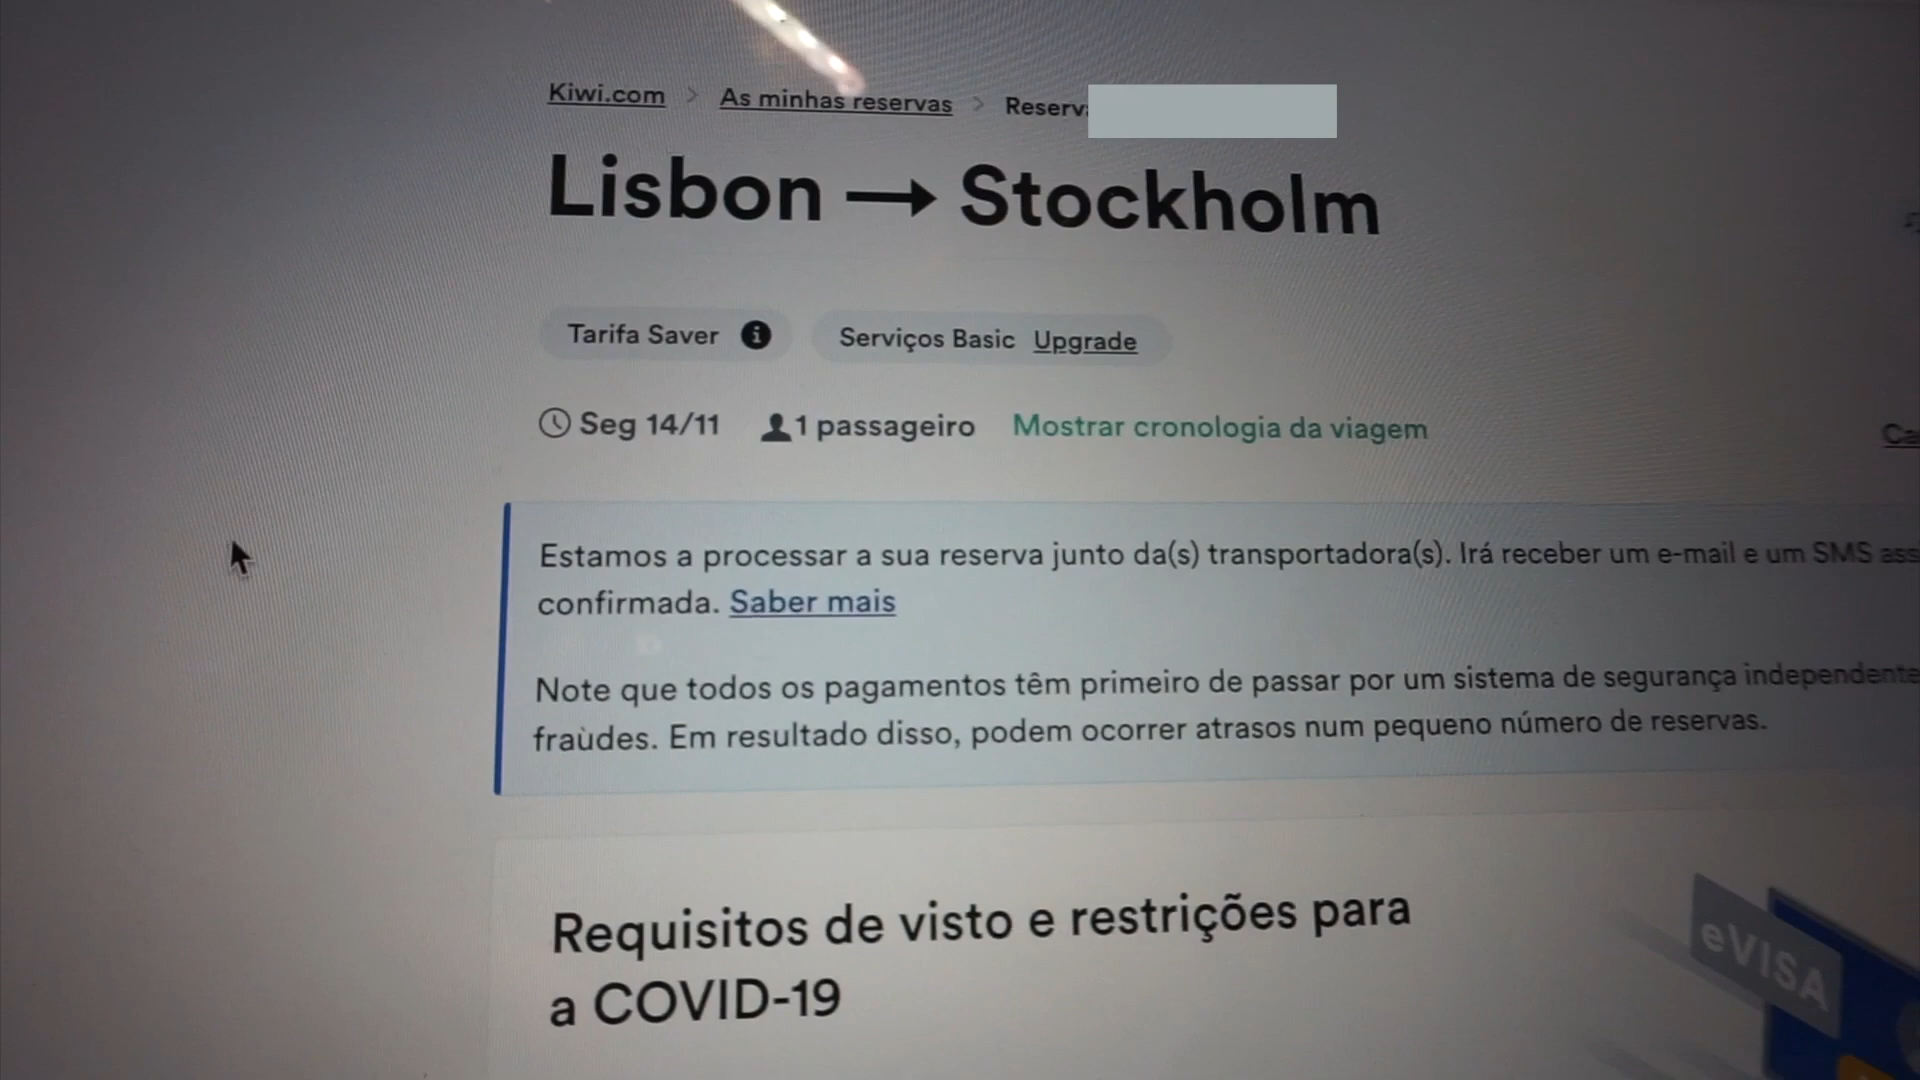 Kiwi.com > As minhas reservas > Reserv
Lisbon → Stockholm
Tarifa Saver Serviços Basic Upgrade
Seg 14/11 1 passageiro Mostrar cronologia da viagem
Estamos a processar a sua reserva junto da(s) transportadora(s). Irá receber um e-mail e um SMS ass
confirmada. Saber mais
Note que todos os pagamentos têm primeiro de passar por um sistema de segurança independente
fraùdes. Em resultado disso, podem ocorrer atrasos num pequeno número de reservas.
Requisitos de visto e restrições para
a COVID-19
eVISA